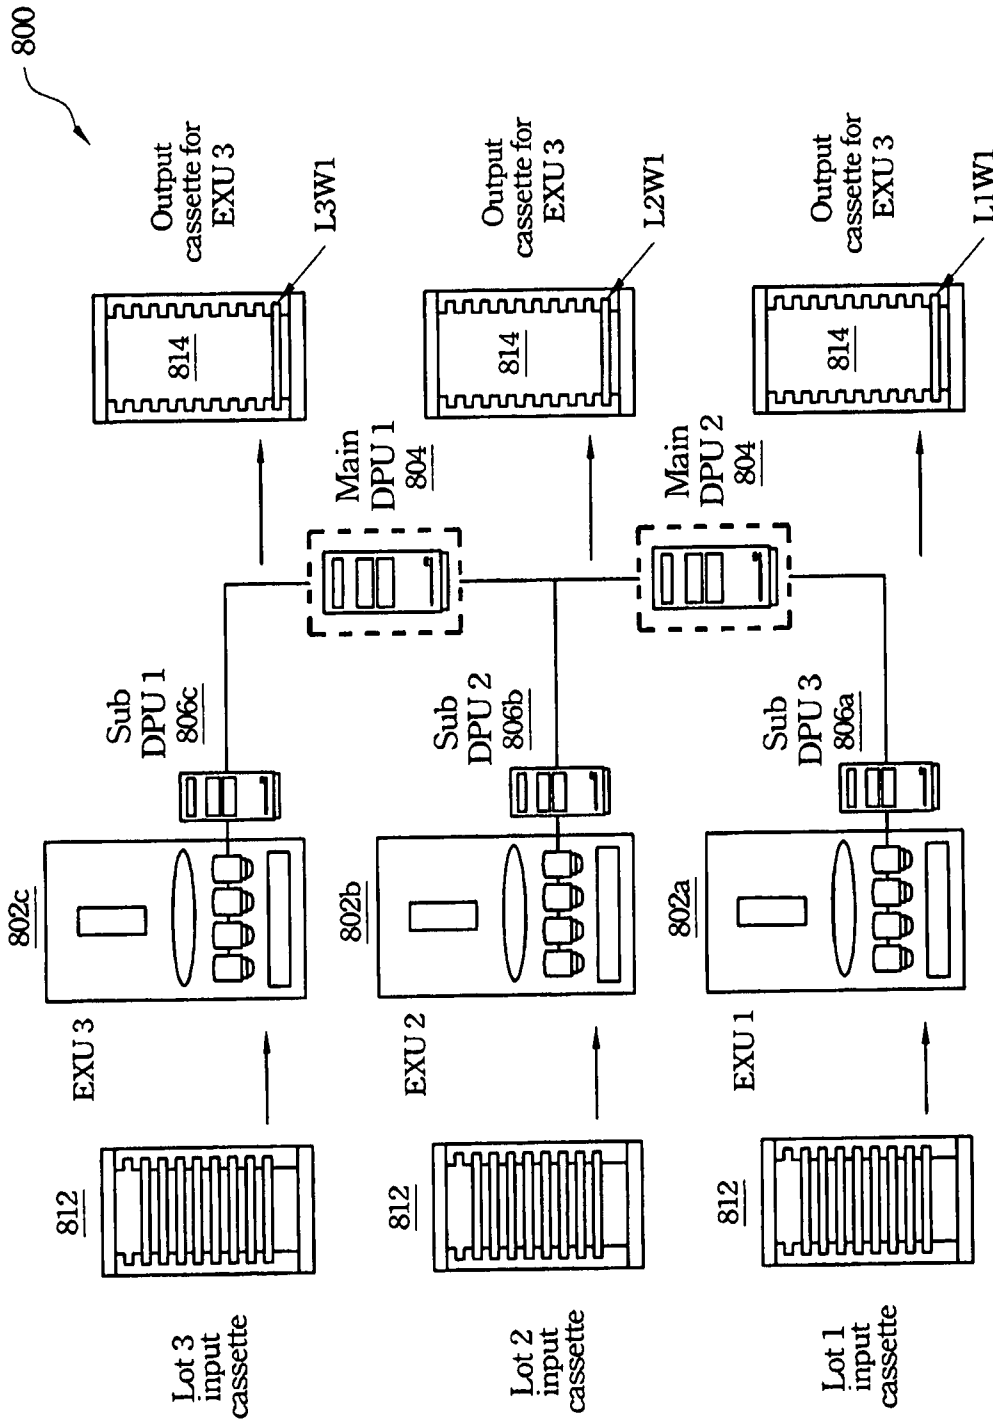 800
Output
cassette for
EXU 3
L3W1
814
Output
cassette for
EXU 3
L2W1
814
Output
cassette for
EXU 3
L1W1
814
Main
DPU 1
804
Main
DPU 2
804
Sub
DPU 1
806c
Sub
DPU 2
806b
Sub
DPU 3
806a
802c
EXU 3
802b
EXU 2
802a
EXU 1
812
Lot 3
input
cassette
812
Lot 2
input
cassette
812
Lot 1
input
cassette